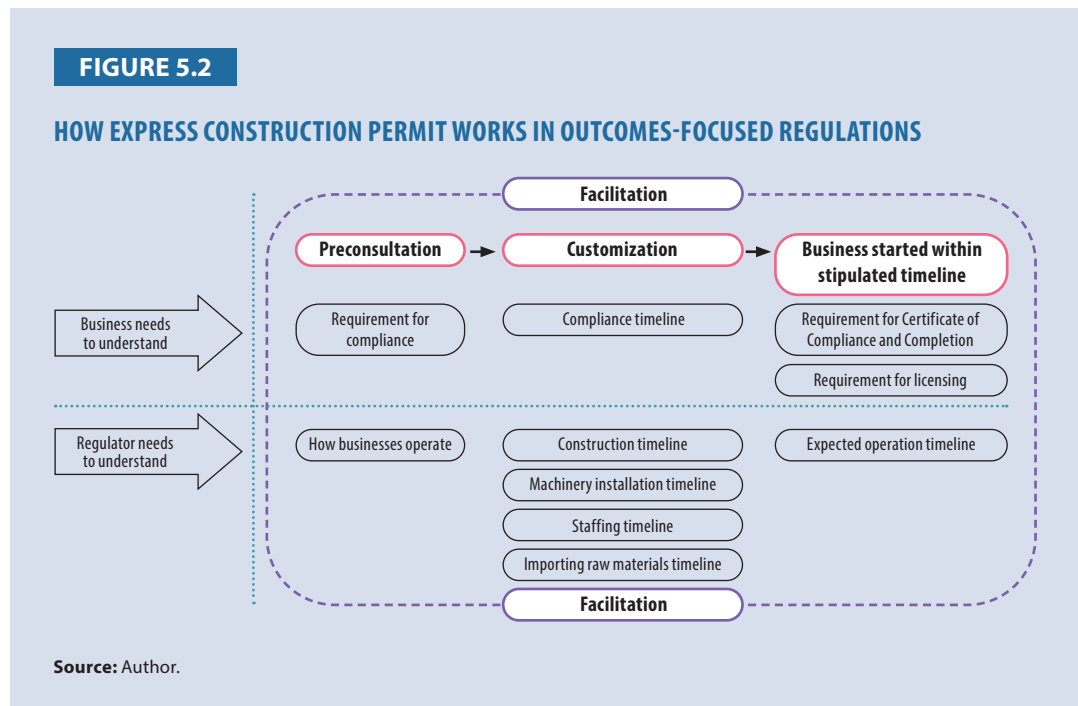 FIGURE 5.2
HOW EXPRESS CONSTRUCTION PERMIT WORKS IN OUTCOMES-FOCUSED REGULATIONS
Facilitation
Preconsultation
Customization
Business started within
stipulated timeline
Business needs
to understand
Requirement for
compliance
Compliance timeline
Requirement for Certificate of
Compliance and Completion
Requirement for licensing
Regulator needs
to understand
How businesses operate
Construction timeline
Machinery installation timeline
Staffing timeline
Importing raw materials timeline
Expected operation timeline
Facilitation
Source: Author.